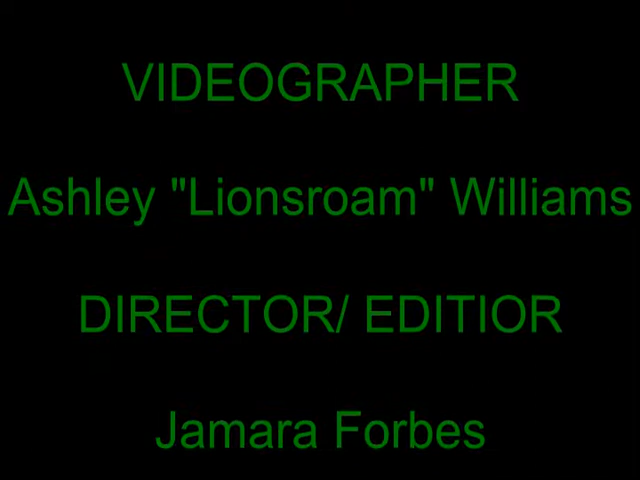 VIDEOGRAPHER
Ashley "Lionsroam" Williams
DIRECTOR/ EDITIOR
Jamara Forbes